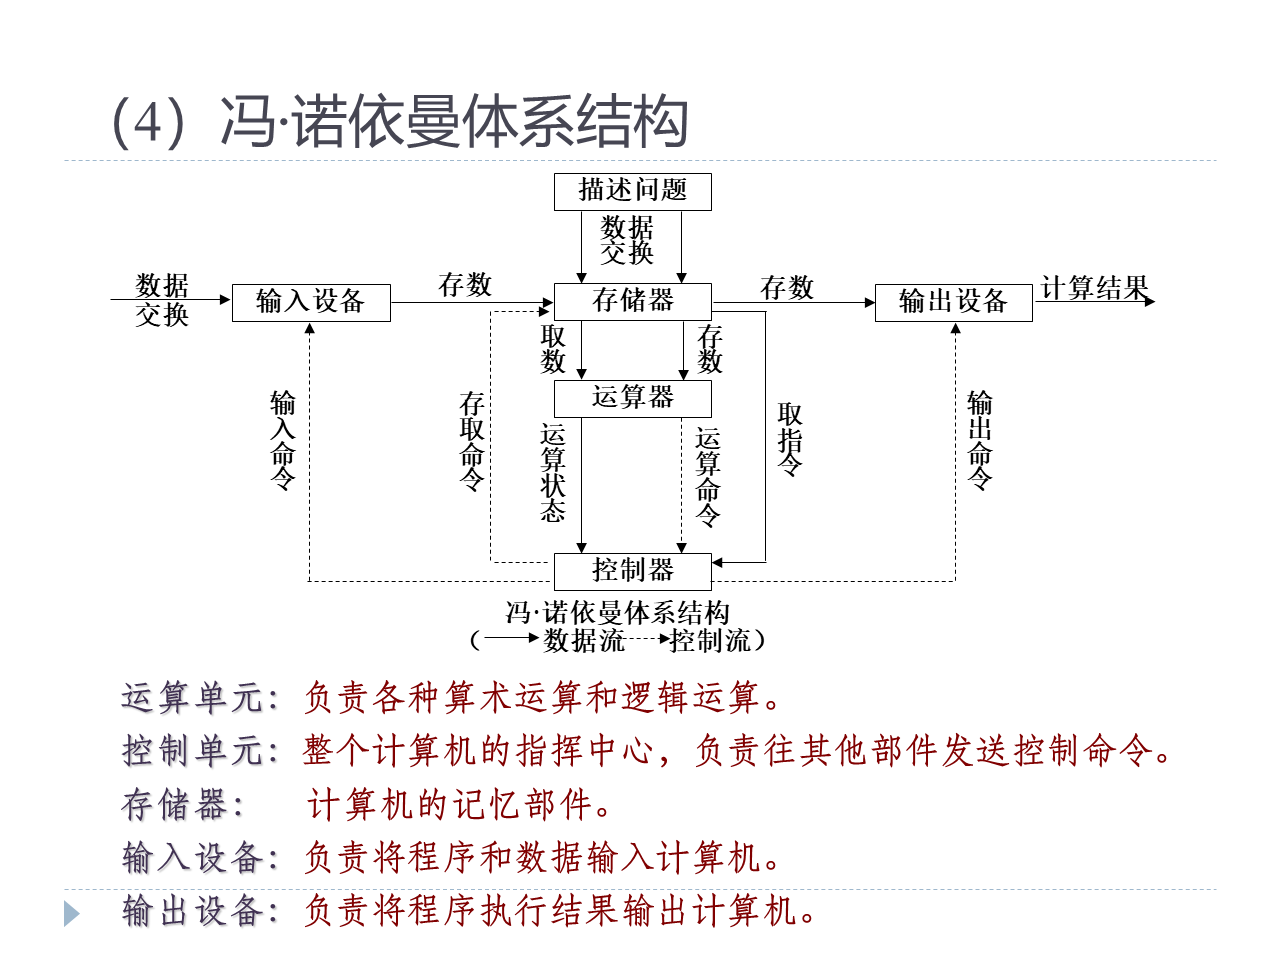 （4）冯·诺依曼体系结构
描述问题
数据
交换
数据
交换
输入设备
存数
存储器
存数
输出设备
计算结果
取数
存数
运算器
输入命令
存取命令
运算状态
运算命令
取指令
输出命令
控制器
冯·诺依曼体系结构
（ 数据流 控制流）
运算单元：负责各种算术运算和逻辑运算。
控制单元：整个计算机的指挥中心，负责往其他部件发送控制命令。
存储器： 计算机的记忆部件。
输入设备：负责将程序和数据输入计算机。
输出设备：负责将程序执行结果输出计算机。